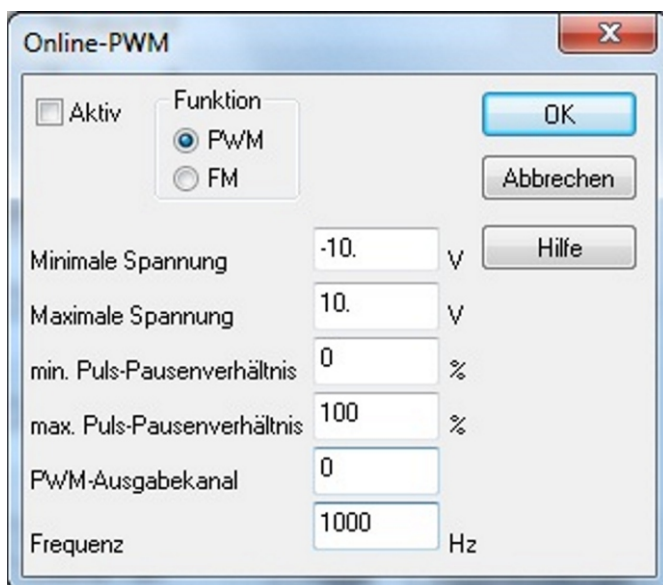 Online-PWM
Aktiv
Funktion
PWM
FM
OK
Abbrechen
Hilfe
Minimale Spannung -10. V
Maximale Spannung 10. V
min. Puls-Pausenverhältnis 0 %
max. Puls-Pausenverhältnis 100 %
PWM-Ausgabekanal 0
Frequenz 1000 Hz